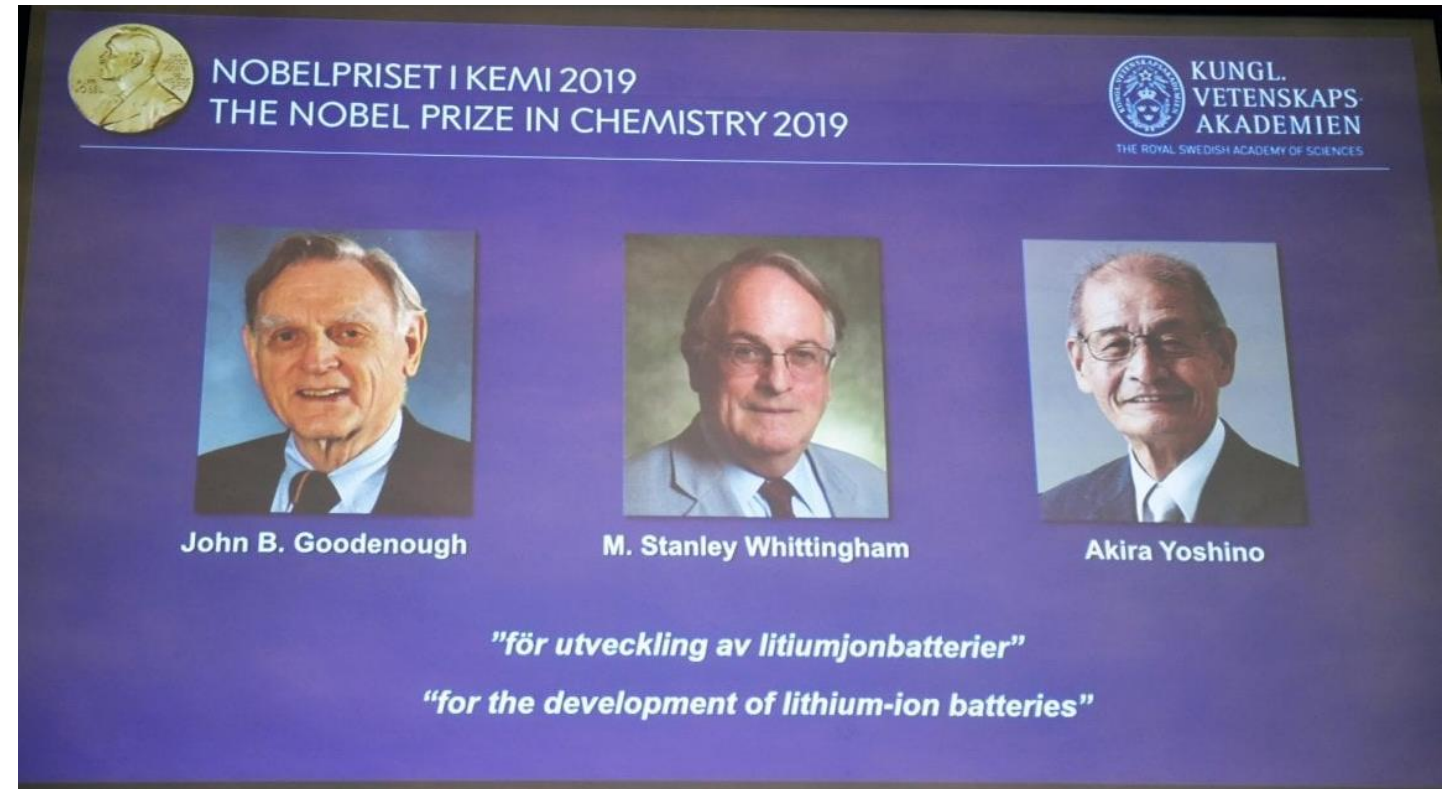 NOBELPRISET I KEMI 2019
THE NOBEL PRIZE IN CHEMISTRY 2019
KUNGL.
VETENSKAPS-
AKADEMIEN
THE ROYAL SWEDISH ACADEMY OF SCIENCES
John B. Goodenough
M. Stanley Whittingham
Akira Yoshino
”för utveckling av litiumjonbatterier”
“for the development of lithium-ion batteries”